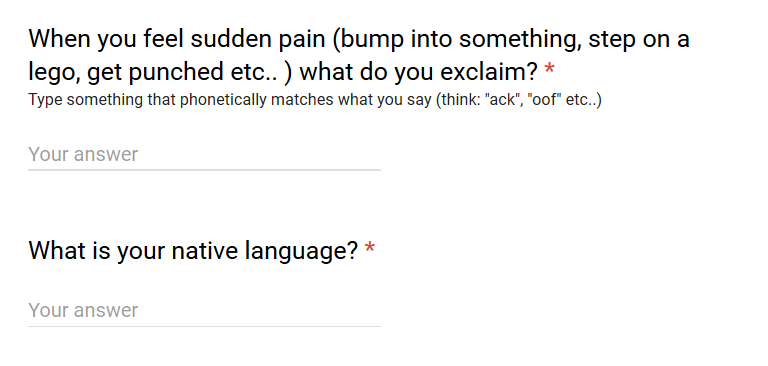 When you feel sudden pain (bump into something, step on a
lego, get punched etc.. ) what do you exclaim? *
Type something that phonetically matches what you say (think: "ack", "oof" etc..)
Your answer
What is your native language? *
Your answer